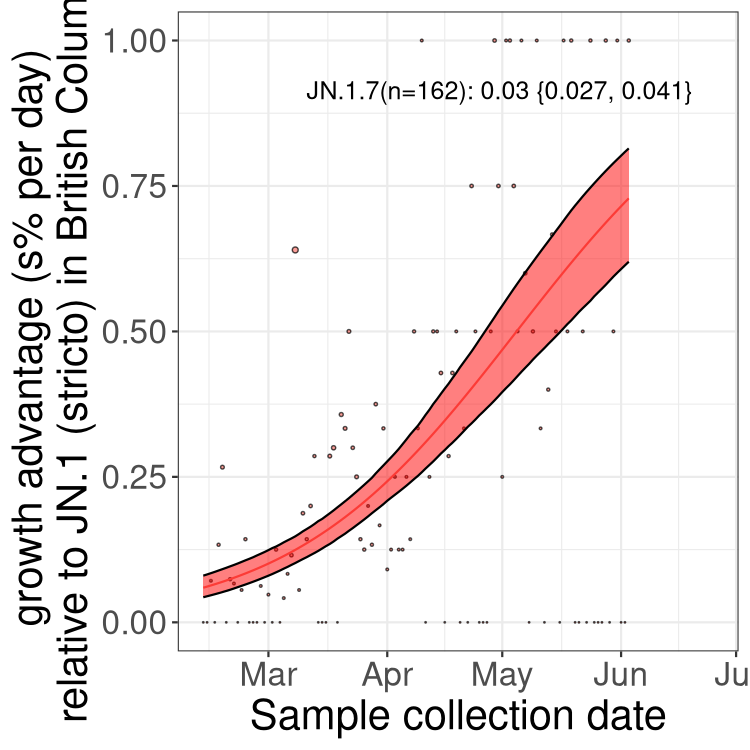 growth advantage (s% per day)
relative to JN.1 (stricto) in British Colum
1.00
0.75
0.50
0.25
0.00
JN.1.7(n=162): 0.03 {0.027, 0.041}
Mar Apr May Jun Ju
Sample collection date